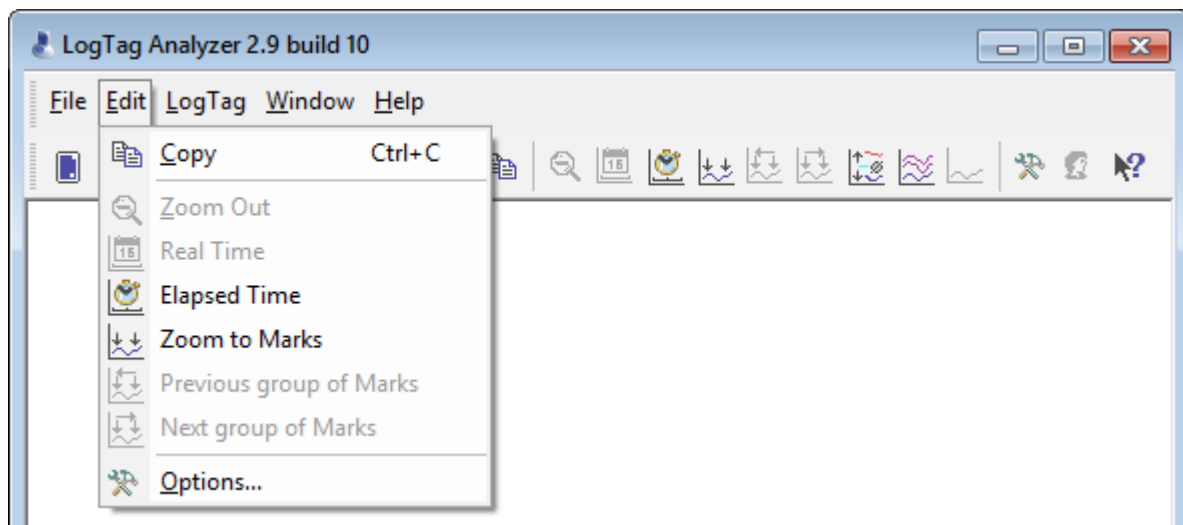 LogTag Analyzer 2.9 build 10
File Edit LogTag Window Help
Copy Ctrl+C
Zoom Out
Real Time
Elapsed Time
Zoom to Marks
Previous group of Marks
Next group of Marks
Options...